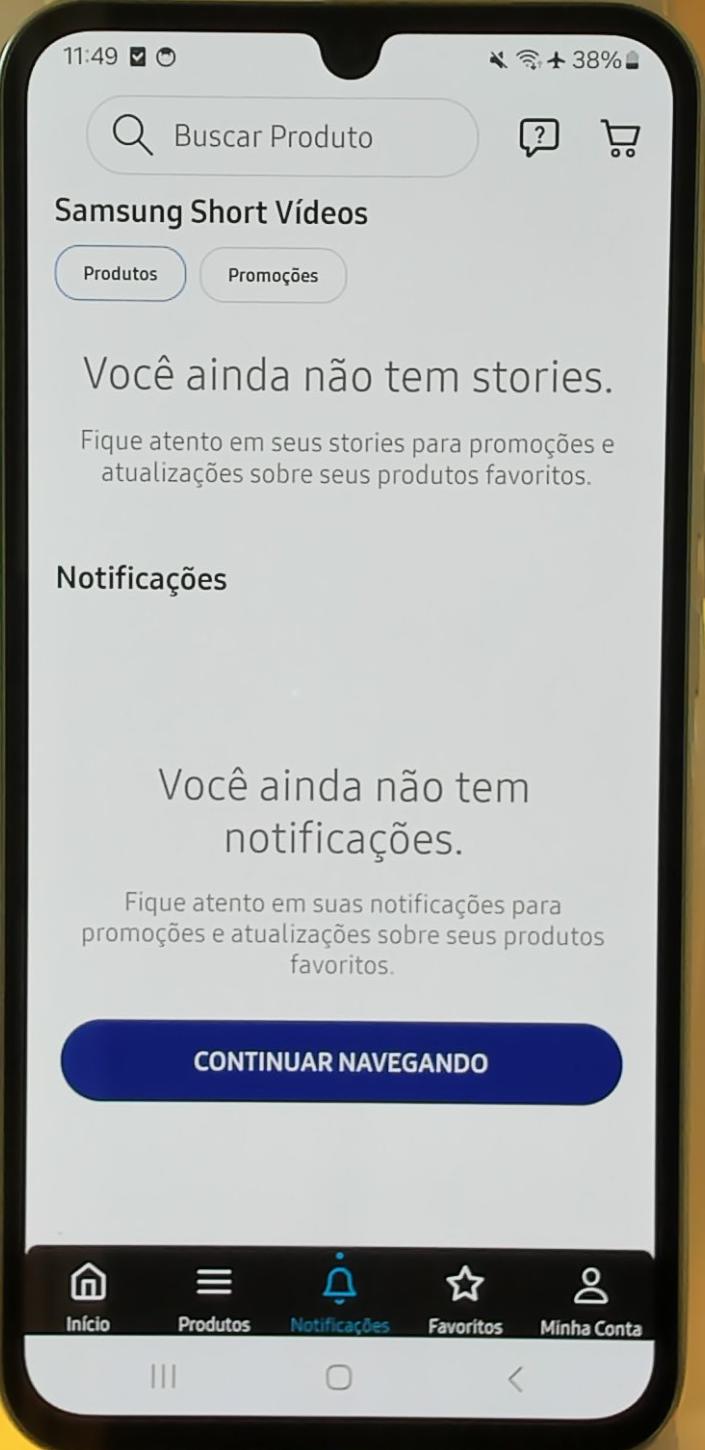 11:49
38%
Buscar Produto
?
Samsung Short Vídeos
Produtos
Promoções
Você ainda não tem stories.
Fique atento em seus stories para promoções e
atualizações sobre seus produtos favoritos.
Notificações
Você ainda não tem
notificações.
Fique atento em suas notificações para
promoções e atualizações sobre seus produtos
favoritos.
CONTINUAR NAVEGANDO
Início
Produtos
Notificações
Favoritos
Minha Conta